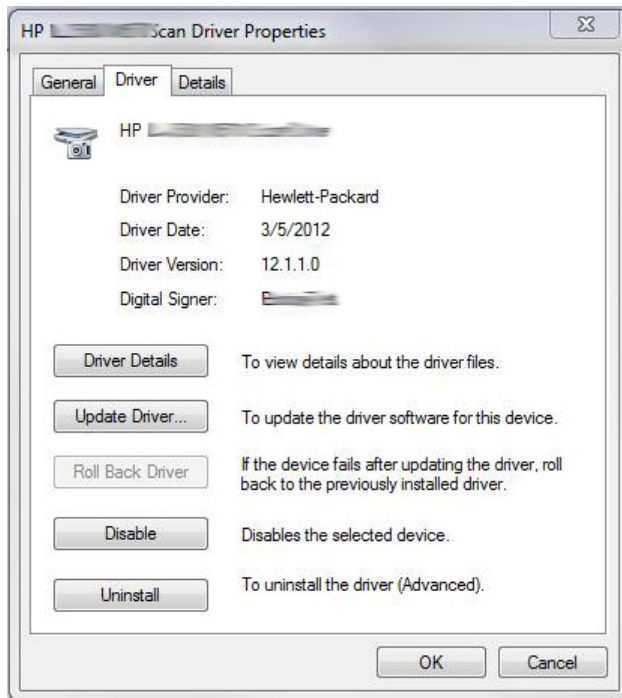 HP Scan Driver Properties
General Driver Details
HP
Driver Provider: Hewlett-Packard
Driver Date: 3/5/2012
Driver Version: 12.1.1.0
Digital Signer:
Driver Details To view details about the driver files.
Update Driver... To update the driver software for this device.
Roll Back Driver If the device fails after updating the driver, roll
back to the previously installed driver.
Disable Disables the selected device.
Uninstall To uninstall the driver (Advanced).
OK Cancel